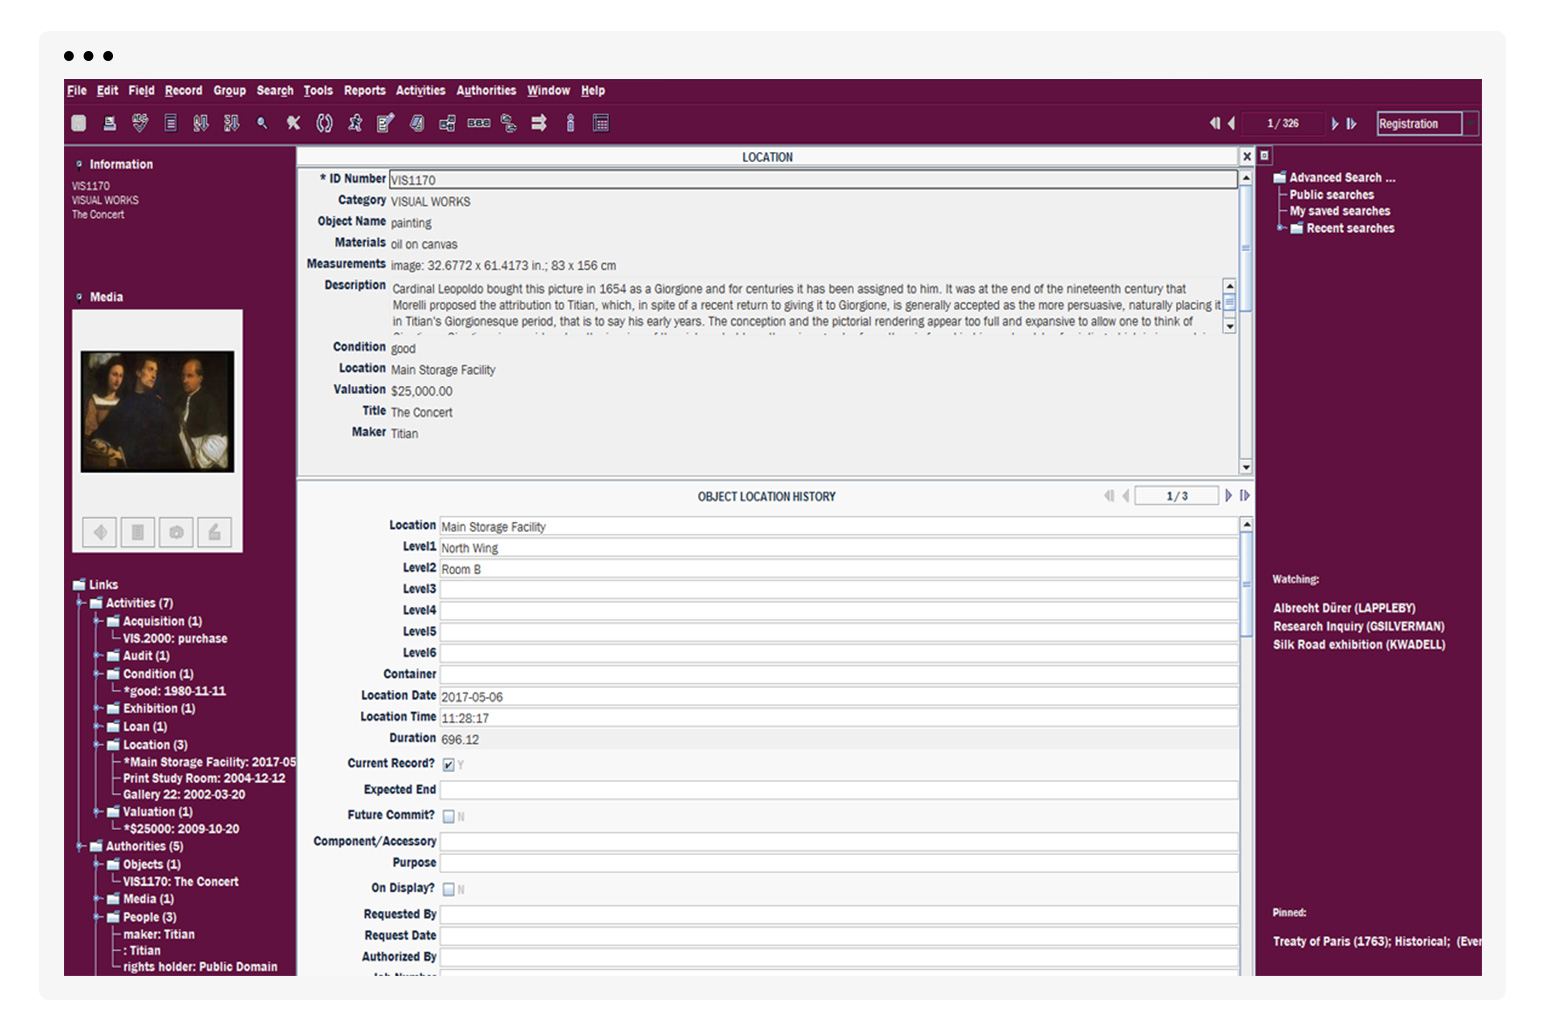 File Edit Field Record Group Search Tools Reports Activities Authorities Window Help
1 / 326 Registration
Information
VIS1170
VISUAL WORKS
The Concert
Media
Links
Activities (7)
Acquisition (1)
VIS.2000: purchase
Audit (1)
Condition (1)
*good: 1980-11-11
Exhibition (1)
Loan (1)
Location (3)
*Main Storage Facility: 2017-05
Print Study Room: 2004-12-12
Gallery 22: 2002-03-20
Valuation (1)
*$25000: 2009-10-20
Authorities (5)
Objects (1)
VIS1170: The Concert
Media (1)
People (3)
maker: Titian
: Titian
rights holder: Public Domain
LOCATION
* ID Number VIS1170
Category VISUAL WORKS
Object Name painting
Materials oil on canvas
Measurements image: 32.6772 x 61.4173 in.; 83 x 156 cm
Description Cardinal Leopoldo bought this picture in 1654 as a Giorgione and for centuries it has been assigned to him. It was at the end of the nineteenth century that
Morelli proposed the attribution to Titian, which, in spite of a recent return to giving it to Giorgione, is generally accepted as the more persuasive, naturally placing it
in Titian's Giorgionesque period, that is to say his early years. The conception and the pictorial rendering appear too full and expansive to allow one to think of
Condition good
Location Main Storage Facility
Valuation $25,000.00
Title The Concert
Maker Titian
OBJECT LOCATION HISTORY 1 / 3
Location Main Storage Facility
Level1 North Wing
Level2 Room B
Level3
Level4
Level5
Level6
Container
Location Date 2017-05-06
Location Time 11:28:17
Duration 696.12
Current Record? Y
Expected End
Future Commit? N
Component/Accessory
Purpose
On Display? N
Requested By
Request Date
Authorized By
Job Number
Advanced Search ...
Public searches
My saved searches
Recent searches
Watching:
Albrecht Dürer (LAPPLEBY)
Research Inquiry (GSILVERMAN)
Silk Road exhibition (KWADELL)
Pinned:
Treaty of Paris (1763); Historical; (Ever